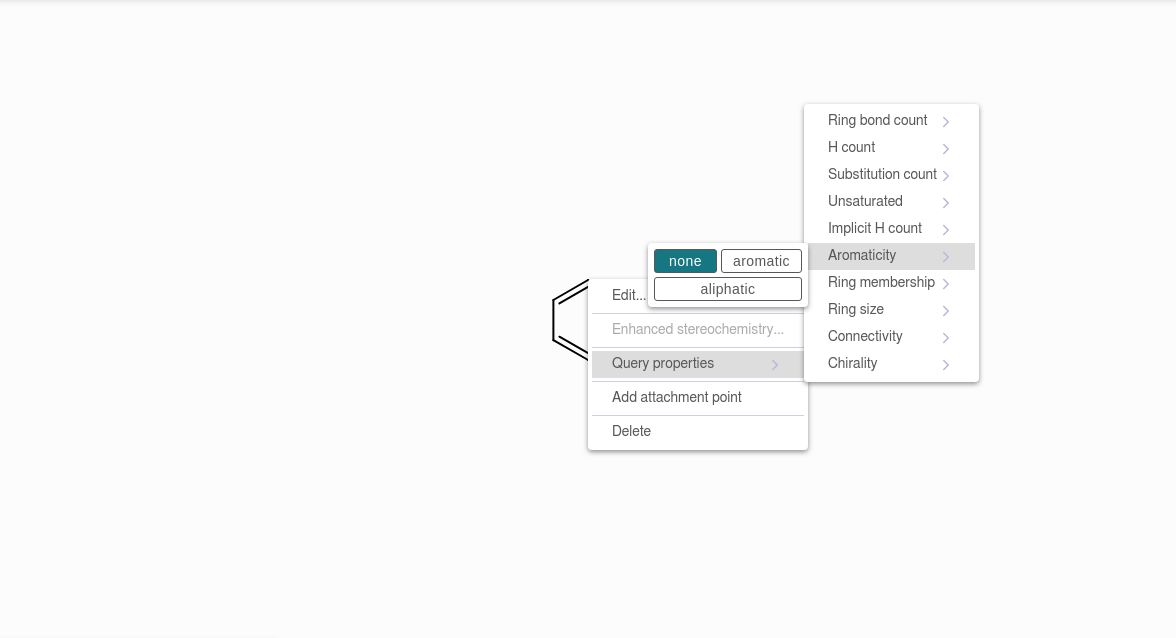 Ring bond count
H count
Substitution count
Unsaturated
Implicit H count
Aromaticity
Ring membership
Ring size
Connectivity
Chirality
none aromatic
aliphatic
Edit...
Enhanced stereochemistry...
Query properties
Add attachment point
Delete